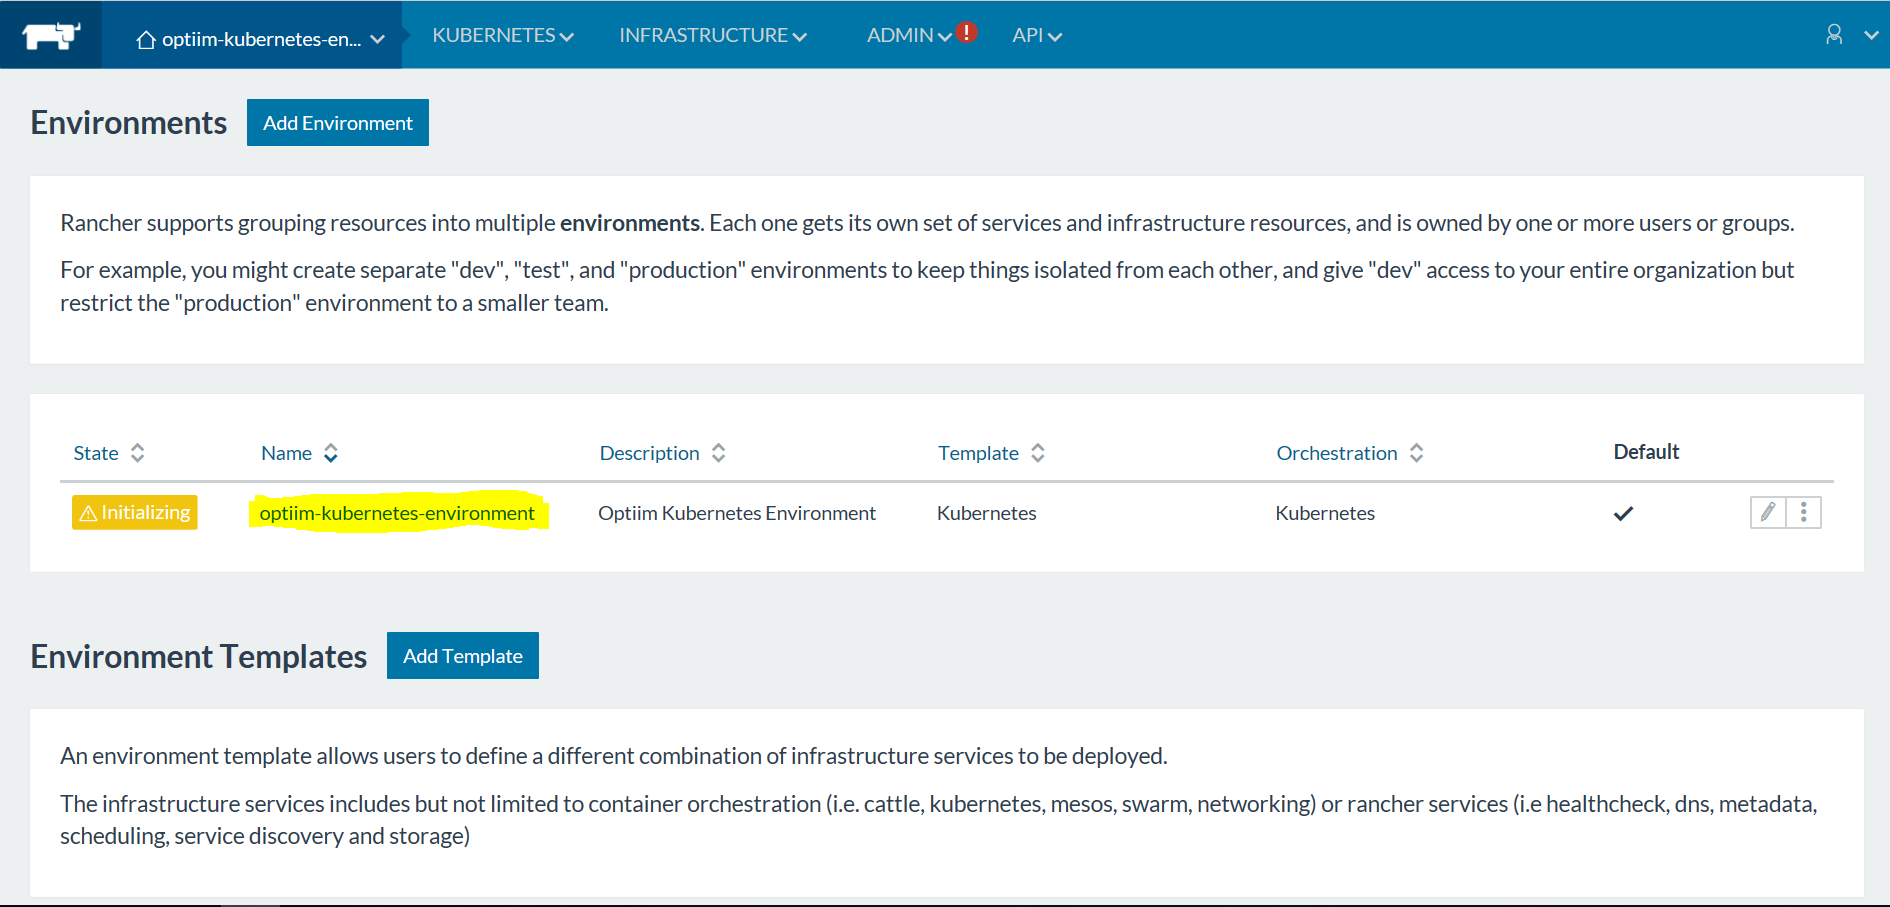 optiim-kubernetes-en... KUBERNETES INFRASTRUCTURE ADMIN ! API
Environments Add Environment
Rancher supports grouping resources into multiple environments. Each one gets its own set of services and infrastructure resources, and is owned by one or more users or groups.
For example, you might create separate "dev", "test", and "production" environments to keep things isolated from each other, and give "dev" access to your entire organization but
restrict the "production" environment to a smaller team.
State Name Description Template Orchestration Default
Initializing optiim-kubernetes-environment Optiim Kubernetes Environment Kubernetes Kubernetes
Environment Templates Add Template
An environment template allows users to define a different combination of infrastructure services to be deployed.
The infrastructure services includes but not limited to container orchestration (i.e. cattle, kubernetes, mesos, swarm, networking) or rancher services (i.e healthcheck, dns, metadata,
scheduling, service discovery and storage)